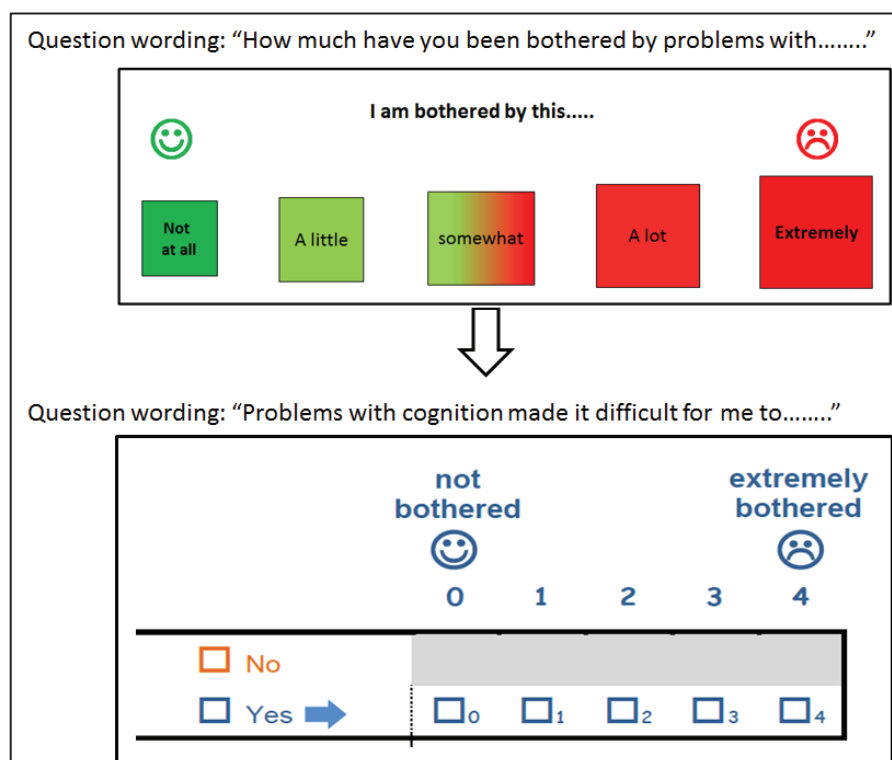 Question wording: “How much have you been bothered by problems with……..”
I am bothered by this.....
Not
at all
A little
somewhat
A lot
Extremely
Question wording: “Problems with cognition made it difficult for me to……..”
not
bothered
extremely
bothered
0 1 2 3 4
No
Yes 0 1 2 3 4